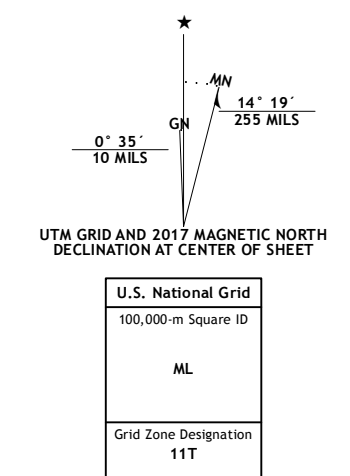 ★
MN
GN
14° 19´
255 MILS
0° 35´
10 MILS
UTM GRID AND 2017 MAGNETIC NORTH
DECLINATION AT CENTER OF SHEET
U.S. National Grid
100,000-m Square ID
ML
Grid Zone Designation
11T